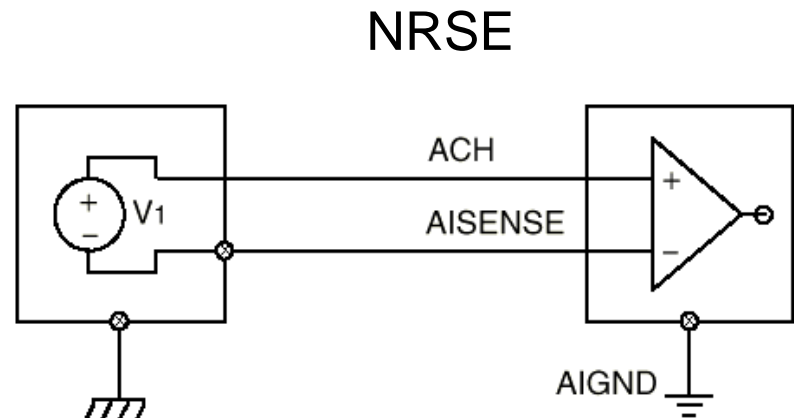 NRSE
ACH
+
+
V1
−
AISENSE
−
AIGND